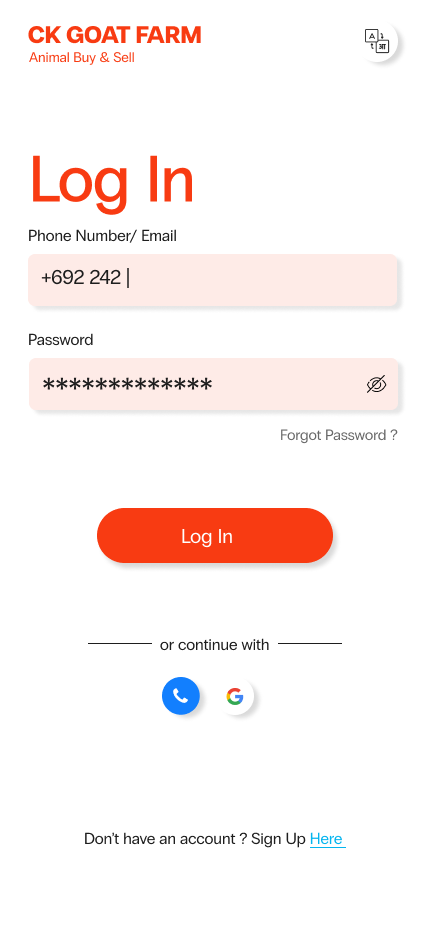 CK GOAT FARM
Animal Buy & Sell
A
अ
Log In
Phone Number/ Email
+692 242 |
Password
*************
Forgot Password ?
Log In
or continue with
G
Don't have an account ? Sign Up Here